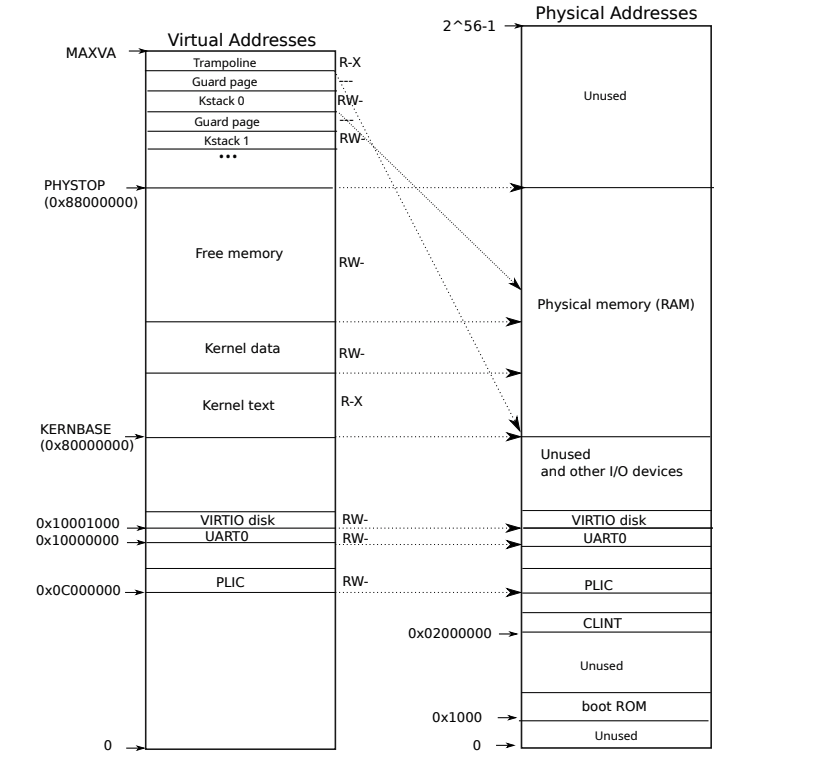 Virtual Addresses
MAXVA
Trampoline
R-X
Guard page
---
Kstack 0
RW-
Guard page
---
Kstack 1
RW-
•••
PHYSTOP
(0x88000000)
Free memory
RW-
Kernel data
RW-
Kernel text
R-X
KERNBASE
(0x80000000)
0x10001000
VIRTIO disk
RW-
0x10000000
UART0
RW-
0x0C000000
PLIC
RW-
0
Physical Addresses
2^56-1
Unused
Physical memory (RAM)
Unused
and other I/O devices
VIRTIO disk
UART0
PLIC
CLINT
0x02000000
Unused
boot ROM
0x1000
Unused
0